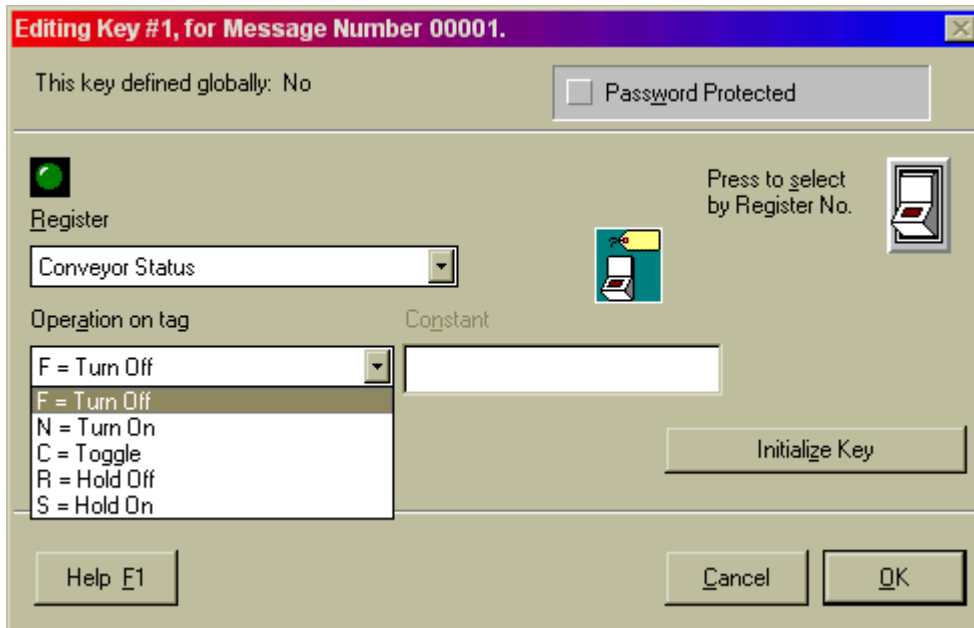 Editing Key #1, for Message Number 00001.
This key defined globally: No
Password Protected
Press to select
by Register No.
Register
Conveyor Status
Operation on tag
Constant
F = Turn Off
F = Turn Off
N = Turn On
C = Toggle
R = Hold Off
S = Hold On
Initialize Key
Help F1
Cancel
OK